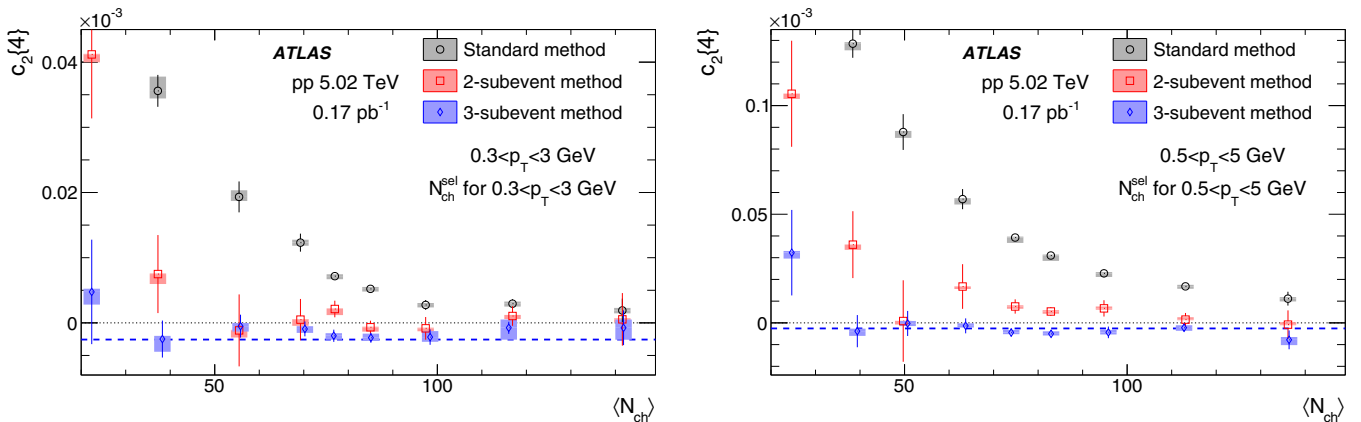 ×10⁻³
c₂{4}
0.04
0.02
0
50
100
⟨N_ch⟩
ATLAS
pp 5.02 TeV
0.17 pb⁻¹
Standard method
2-subevent method
3-subevent method
0.3<p_T<3 GeV
N_ch^sel for 0.3<p_T<3 GeV
×10⁻³
c₂{4}
0.1
0.05
0
50
100
⟨N_ch⟩
ATLAS
pp 5.02 TeV
0.17 pb⁻¹
Standard method
2-subevent method
3-subevent method
0.5<p_T<5 GeV
N_ch^sel for 0.5<p_T<5 GeV